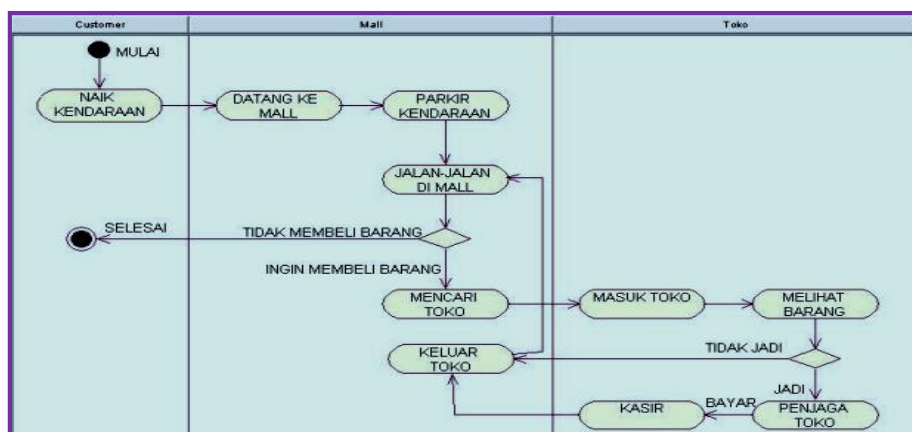 Customer
Mall
Toko
MULAI
NAIK
KENDARAAN
DATANG KE
MALL
PARKIR
KENDARAAN
JALAN-JALAN
DI MALL
SELESAI
TIDAK MEMBELI BARANG
INGIN MEMBELI BARANG
MENCARI
TOKO
MASUK TOKO
MELIHAT
BARANG
KELUAR
TOKO
TIDAK JADI
JADI
KASIR
BAYAR
PENJAGA
TOKO